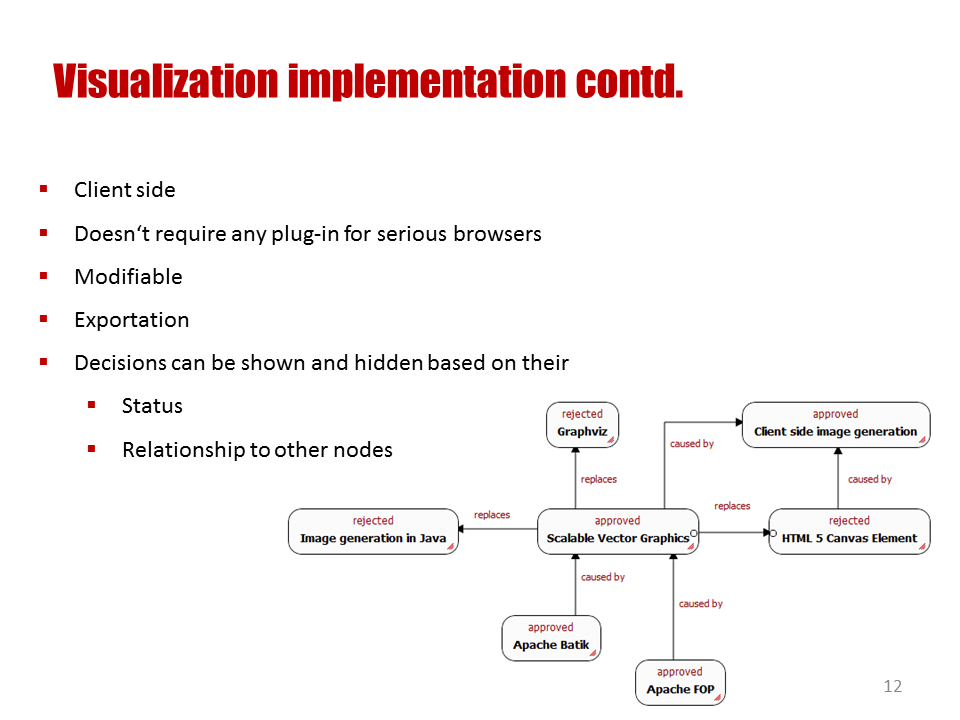 Visualization implementation contd.
▪ Client side
▪ Doesn‘t require any plug-in for serious browsers
▪ Modifiable
▪ Exportation
▪ Decisions can be shown and hidden based on their
▪ Status
▪ Relationship to other nodes
rejected
Graphviz
approved
Client side image generation
caused by
replaces
caused by
rejected
Image generation in Java
replaces
approved
Scalable Vector Graphics
replaces
rejected
HTML 5 Canvas Element
caused by
caused by
approved
Apache Batik
approved
Apache FOP
12